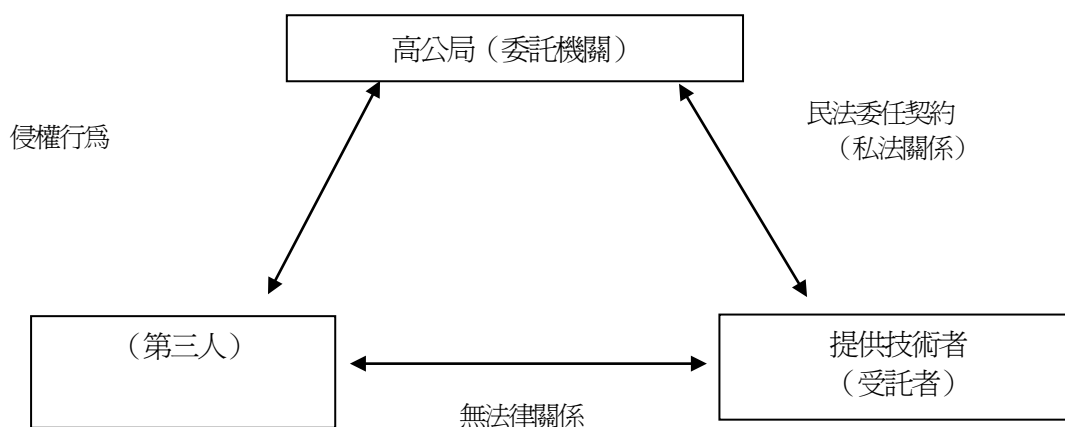 高公局（委託機關）
侵權行為
民法委任契約
（私法關係）
（第三人）
提供技術者
（受託者）
無法律關係